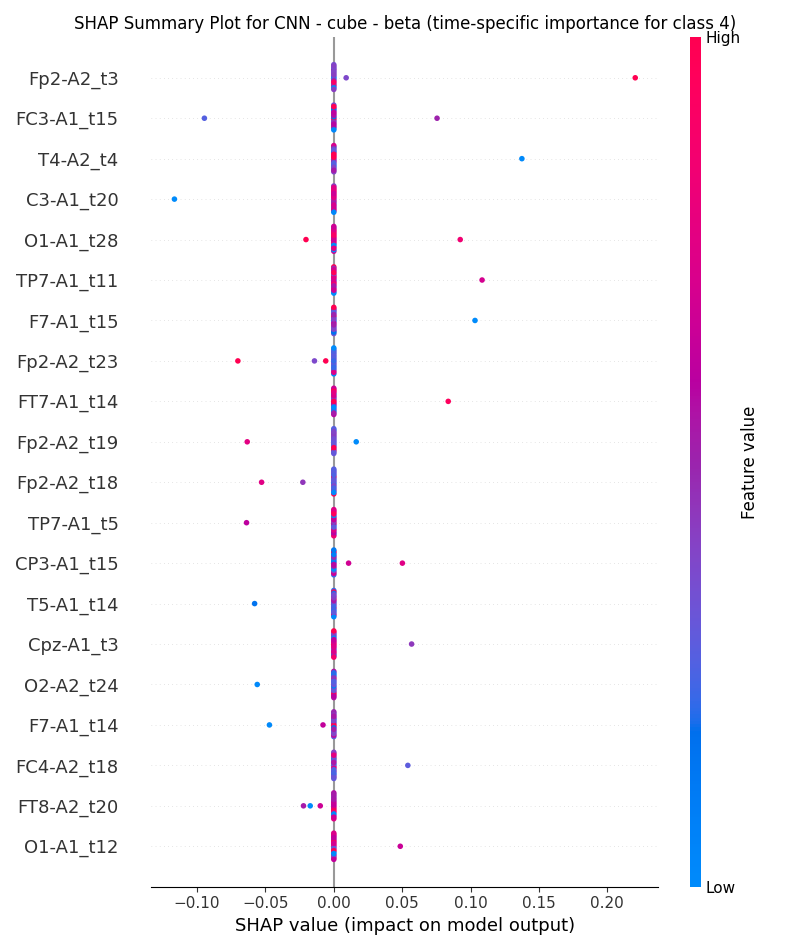 SHAP Summary Plot for CNN - cube - beta (time-specific importance for class 4)
High
Fp2-A2_t3
FC3-A1_t15
T4-A2_t4
C3-A1_t20
O1-A1_t28
TP7-A1_t11
F7-A1_t15
Fp2-A2_t23
FT7-A1_t14
Fp2-A2_t19
Fp2-A2_t18
TP7-A1_t5
CP3-A1_t15
T5-A1_t14
Cpz-A1_t3
O2-A2_t24
F7-A1_t14
FC4-A2_t18
FT8-A2_t20
O1-A1_t12
Feature value
Low
−0.10 −0.05 0.00 0.05 0.10 0.15 0.20
SHAP value (impact on model output)